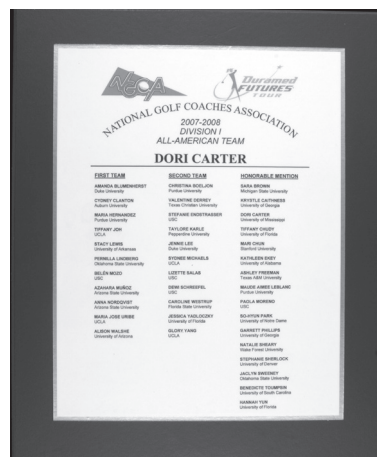 NGCA
Duramed
FUTURES
TOUR
NATIONAL GOLF COACHES ASSOCIATION
2007-2008
DIVISION I
ALL-AMERICAN TEAM
DORI CARTER
FIRST TEAM
AMANDA BLUMENHERST
Duke University
CYDNEY CLANTON
Auburn University
MARIA HERNANDEZ
Purdue University
TIFFANY JOH
UCLA
STACY LEWIS
University of Arkansas
PERNILLA LINDBERG
Oklahoma State University
BELÉN MOZO
USC
AZAHARA MUÑOZ
Arizona State University
ANNA NORDQVIST
Arizona State University
MARIA JOSE URIBE
UCLA
ALISON WALSHE
University of Arizona
SECOND TEAM
CHRISTINA BOELJON
Purdue University
VALENTINE DERREY
Texas Christian University
STEFANIE ENDSTRASSER
USC
TAYLORE KARLE
Pepperdine University
JENNIE LEE
Duke University
SYDNEE MICHAELS
UCLA
LIZETTE SALAS
USC
DEWI SCHREEFEL
USC
CAROLINE WESTRUP
Florida State University
JESSICA YADLOCZKY
University of Florida
GLORY YANG
UCLA
HONORABLE MENTION
SARA BROWN
Michigan State University
KRYSTLE CAITHNESS
University of Georgia
DORI CARTER
University of Mississippi
TIFFANY CHUDY
University of Florida
MARI CHUN
Stanford University
KATHLEEN EKEY
University of Alabama
ASHLEY FREEMAN
Texas A&M University
MAUDE AIMEE LEBLANC
Purdue University
PAOLA MORENO
USC
SO-HYUN PARK
University of Notre Dame
GARRETT PHILLIPS
University of Georgia
NATALIE SHEARY
Wake Forest University
STEPHANIE SHERLOCK
University of Denver
JACLYN SWEENEY
Oklahoma State University
BENEDICTE TOUMPSIN
University of South Carolina
HANNAH YUN
University of Florida